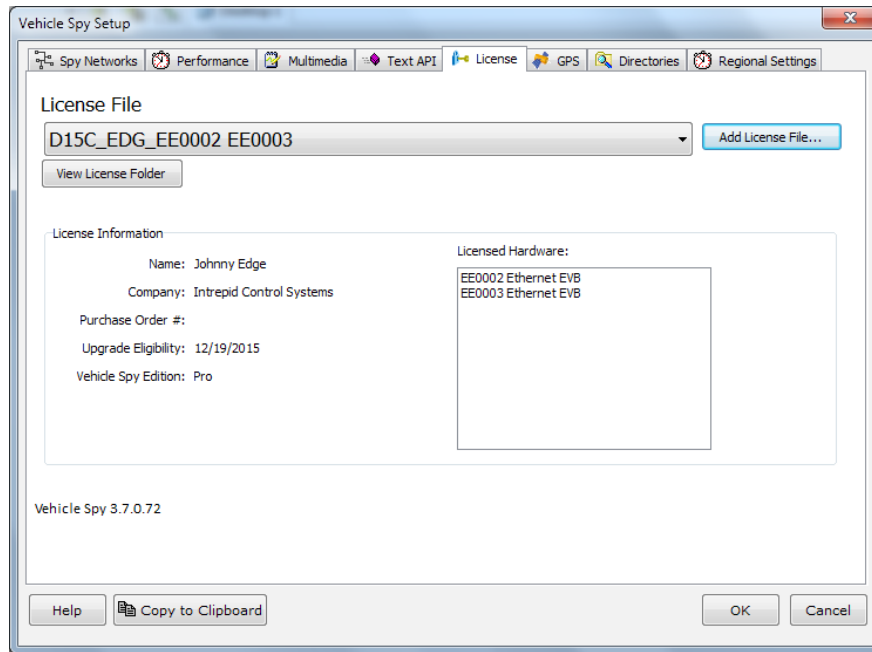 Vehicle Spy Setup
Spy Networks Performance Multimedia Text API License GPS Directories Regional Settings
License File
D15C_EDG_EE0002 EE0003 Add License File...
View License Folder
License Information
Licensed Hardware:
Name: Johnny Edge
EE0002 Ethernet EVB
EE0003 Ethernet EVB
Company: Intrepid Control Systems
Purchase Order #:
Upgrade Eligibility: 12/19/2015
Vehicle Spy Edition: Pro
Vehicle Spy 3.7.0.72
Help Copy to Clipboard OK Cancel